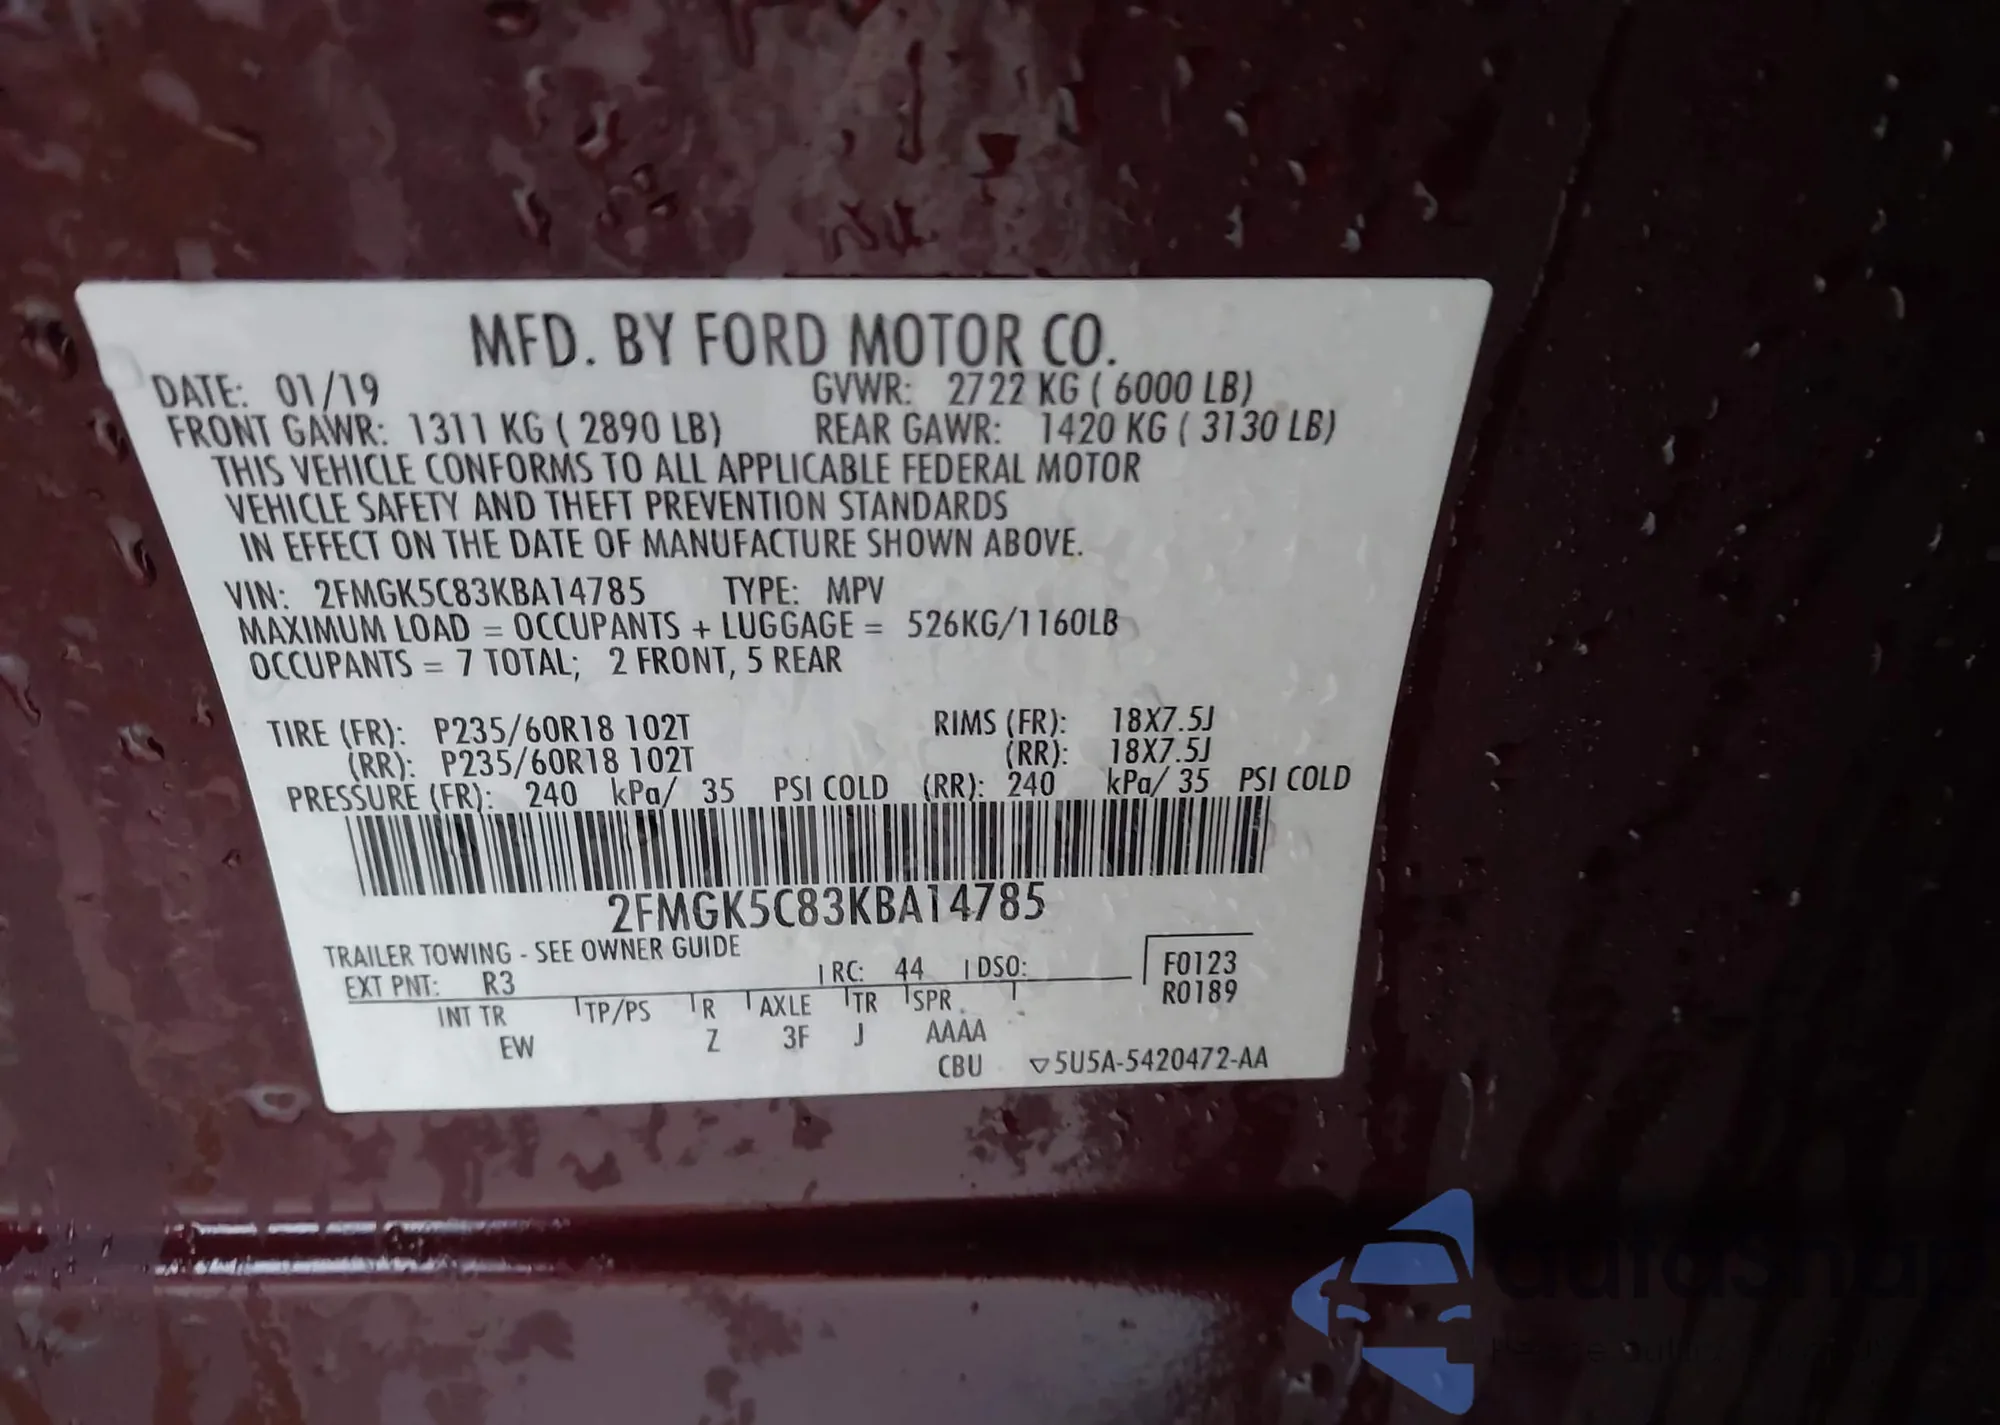 MFD. BY FORD MOTOR CO.
DATE: 01/19 GVWR: 2722 KG ( 6000 LB)
FRONT GAWR: 1311 KG ( 2890 LB) REAR GAWR: 1420 KG ( 3130 LB)
THIS VEHICLE CONFORMS TO ALL APPLICABLE FEDERAL MOTOR
VEHICLE SAFETY AND THEFT PREVENTION STANDARDS
IN EFFECT ON THE DATE OF MANUFACTURE SHOWN ABOVE.
VIN: 2FMGK5C83KBA14785 TYPE: MPV
MAXIMUM LOAD = OCCUPANTS + LUGGAGE = 526KG/1160LB
OCCUPANTS = 7 TOTAL; 2 FRONT, 5 REAR
TIRE (FR): P235/60R18 102T RIMS (FR): 18X7.5J
(RR): P235/60R18 102T (RR): 18X7.5J
PRESSURE (FR): 240 kPa/ 35 PSI COLD (RR): 240 kPa/ 35 PSI COLD
2FMGK5C83KBA14785
TRAILER TOWING - SEE OWNER GUIDE
EXT PNT: R3 RC: 44 DSO: F0123
R0189
INT TR TP/PS R AXLE TR SPR
EW Z 3F J AAAA
CBU ▽5U5A-5420472-AA
autosnap